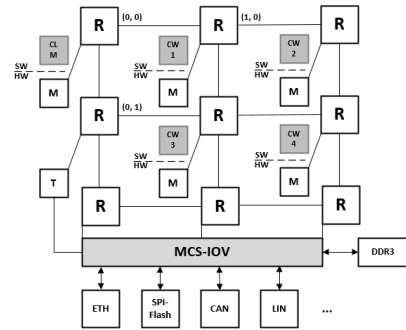 R (0, 0) R (1, 0) R
CL
M
CW
1
CW
2
SW
HW
SW
HW
SW
HW
M
M
M
R (0, 1) R R
CW
3
CW
4
SW
HW
SW
HW
T
M
M
R R R
MCS-IOV
DDR3
ETH
SPI-
Flash
CAN
LIN
...